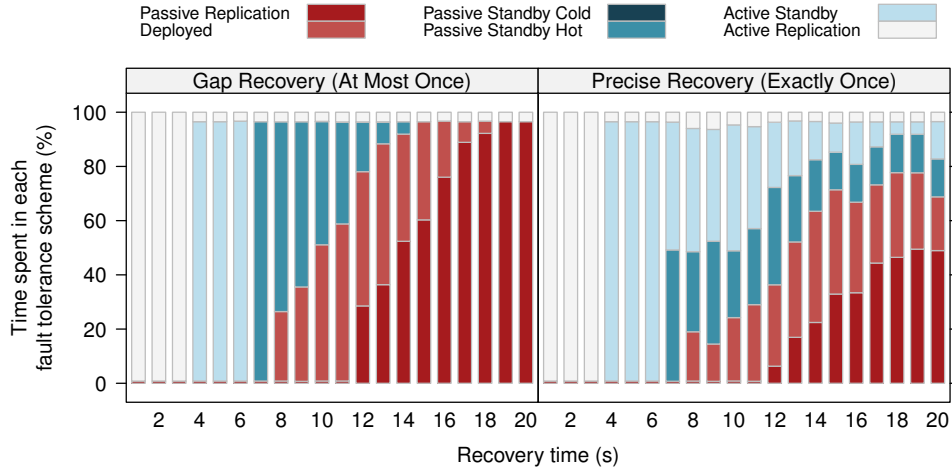 Passive Replication
Deployed
Passive Standby Cold
Passive Standby Hot
Active Standby
Active Replication
Gap Recovery (At Most Once)
Precise Recovery (Exactly Once)
Time spent in each
fault tolerance scheme (%)
100
80
60
40
20
0
2 4 6 8 10 12 14 16 18 20
2 4 6 8 10 12 14 16 18 20
Recovery time (s)